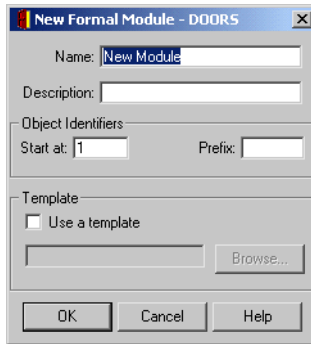 New Formal Module - DOORS
Name: New Module
Description:
Object Identifiers
Start at: 1 Prefix:
Template
Use a template
Browse...
OK Cancel Help